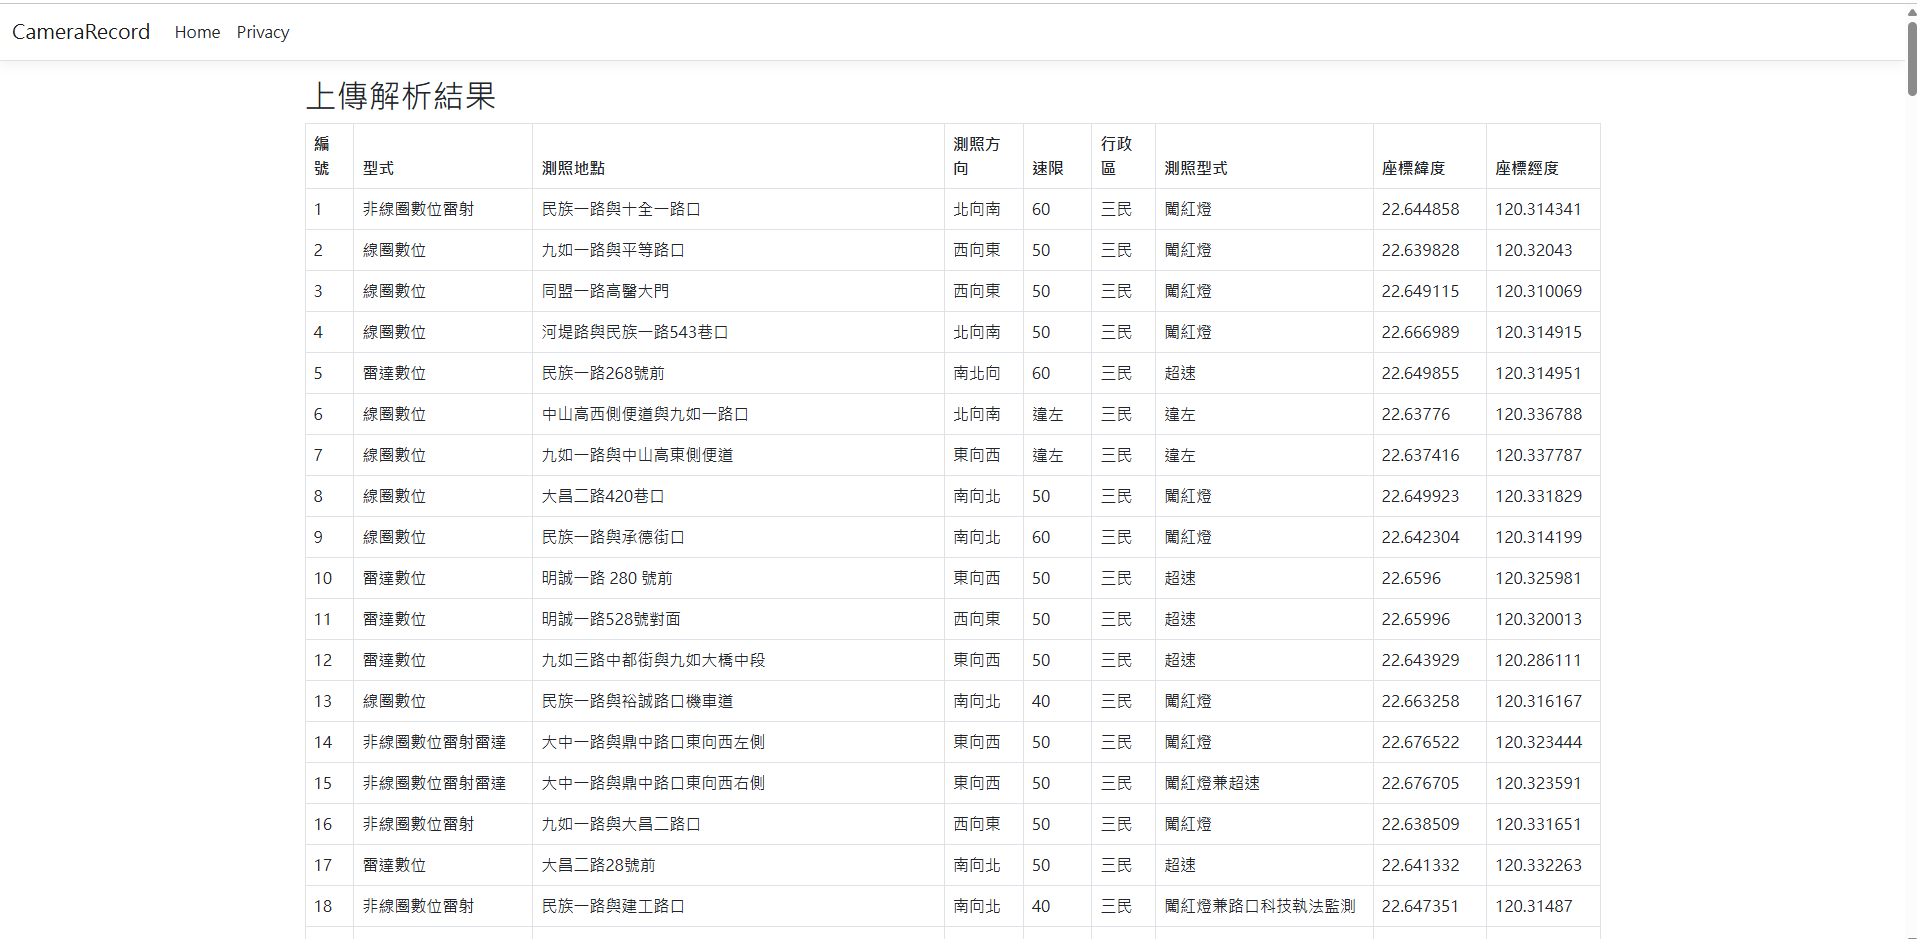 CameraRecord Home Privacy
上傳解析結果
編號 型式 測照地點 測照方向 速限 行政區 測照型式 座標緯度 座標經度
1 非線圈數位雷射 民族一路與十全一路口 北向南 60 三民 闖紅燈 22.644858 120.314341
2 線圈數位 九如一路與平等路口 西向東 50 三民 闖紅燈 22.639828 120.32043
3 線圈數位 同盟一路高醫大門 西向東 50 三民 闖紅燈 22.649115 120.310069
4 線圈數位 河堤路與民族一路543巷口 北向南 50 三民 闖紅燈 22.666989 120.314915
5 雷達數位 民族一路268號前 南北向 60 三民 超速 22.649855 120.314951
6 線圈數位 中山高西側便道與九如一路口 北向南 違左 三民 違左 22.63776 120.336788
7 線圈數位 九如一路與中山高東側便道 東向西 違左 三民 違左 22.637416 120.337787
8 線圈數位 大昌二路420巷口 南向北 50 三民 闖紅燈 22.649923 120.331829
9 線圈數位 民族一路與承德街口 南向北 60 三民 闖紅燈 22.642304 120.314199
10 雷達數位 明誠一路 280 號前 東向西 50 三民 超速 22.6596 120.325981
11 雷達數位 明誠一路528號對面 西向東 50 三民 超速 22.65996 120.320013
12 雷達數位 九如三路中都街與九如大橋中段 東向西 50 三民 超速 22.643929 120.286111
13 線圈數位 民族一路與裕誠路口機車道 南向北 40 三民 闖紅燈 22.663258 120.316167
14 非線圈數位雷射雷達 大中一路與鼎中路口東向西左側 東向西 50 三民 闖紅燈 22.676522 120.323444
15 非線圈數位雷射雷達 大中一路與鼎中路口東向西右側 東向西 50 三民 闖紅燈兼超速 22.676705 120.323591
16 非線圈數位雷射 九如一路與大昌二路口 西向東 50 三民 闖紅燈 22.638509 120.331651
17 雷達數位 大昌二路28號前 南向北 50 三民 超速 22.641332 120.332263
18 非線圈數位雷射 民族一路與建工路口 南向北 40 三民 闖紅燈兼路口科技執法監測 22.647351 120.31487